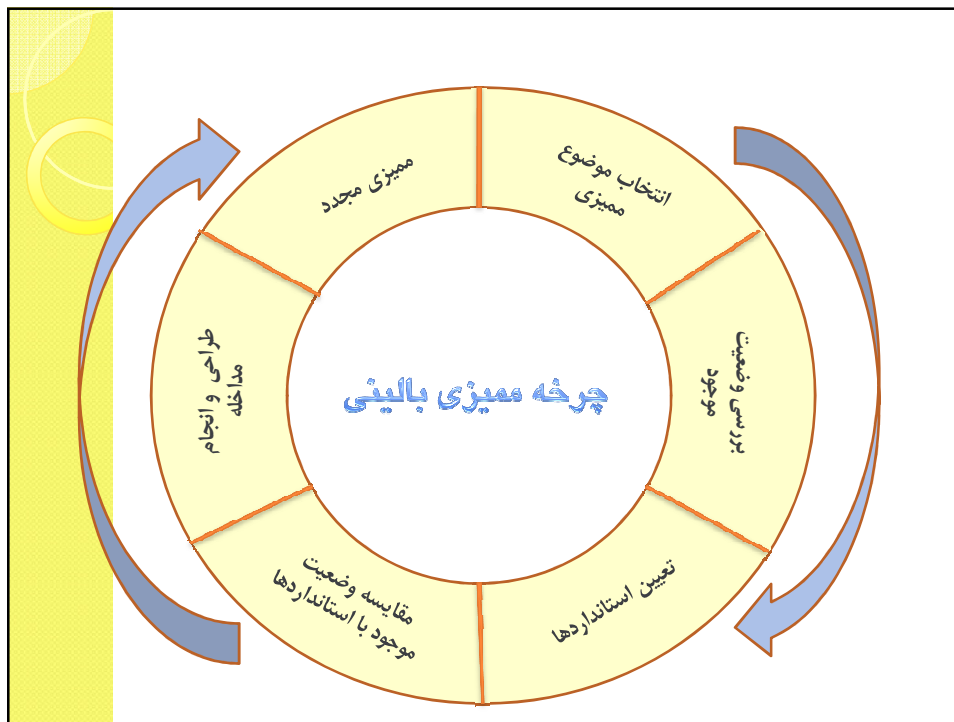 چرخه ممیزی بالینی
انتخاب موضوع
ممیزی
بررسی وضعیت
موجود
تعیین استانداردها
مقایسه وضعیت
موجود با استانداردها
طراحی و انجام
مداخله
ممیزی مجدد